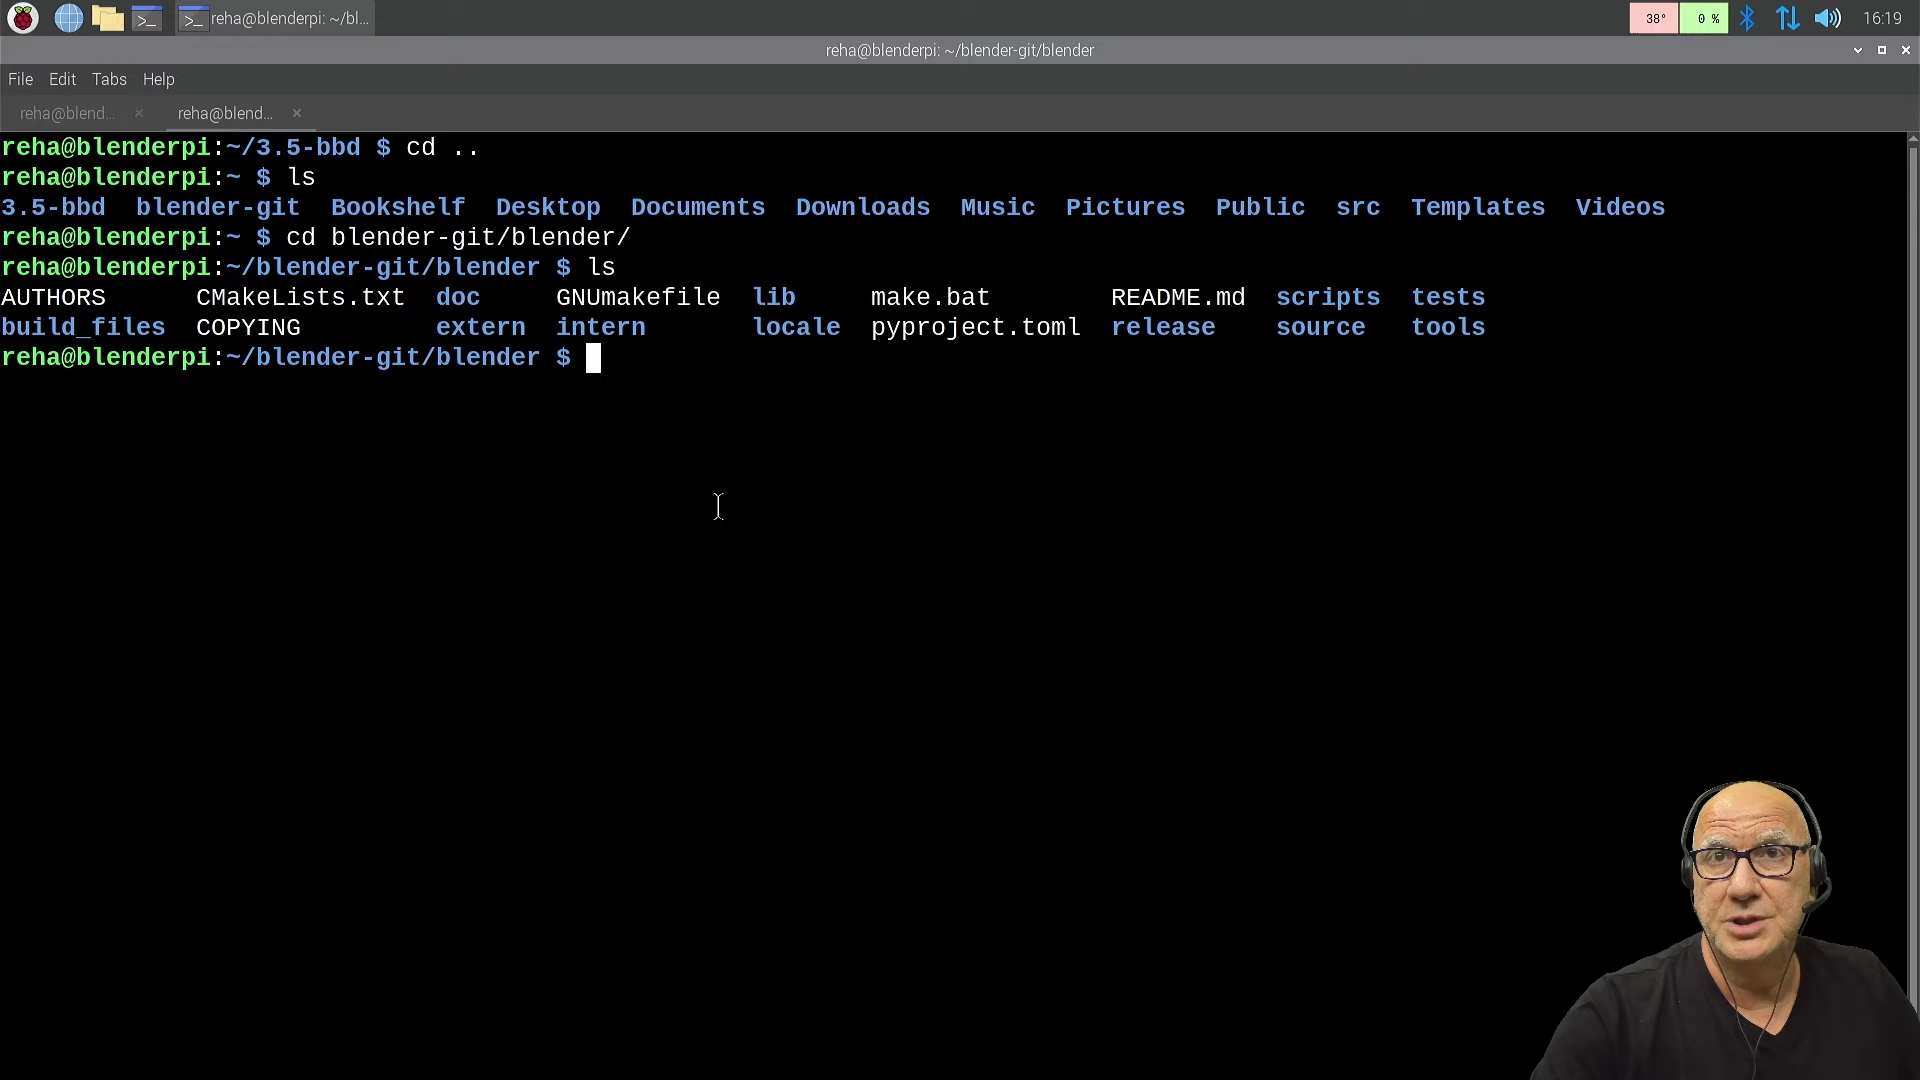 reha@blenderpi: ~/bl... 38° 0 % 16:19
reha@blenderpi: ~/blender-git/blender
File Edit Tabs Help
reha@blend... × reha@blend... ×
reha@blenderpi:~/3.5-bbd $ cd ..
reha@blenderpi:~ $ ls
3.5-bbd blender-git Bookshelf Desktop Documents Downloads Music Pictures Public src Templates Videos
reha@blenderpi:~ $ cd blender-git/blender/
reha@blenderpi:~/blender-git/blender $ ls
AUTHORS CMakeLists.txt doc GNUmakefile lib make.bat README.md scripts tests
build_files COPYING extern intern locale pyproject.toml release source tools
reha@blenderpi:~/blender-git/blender $